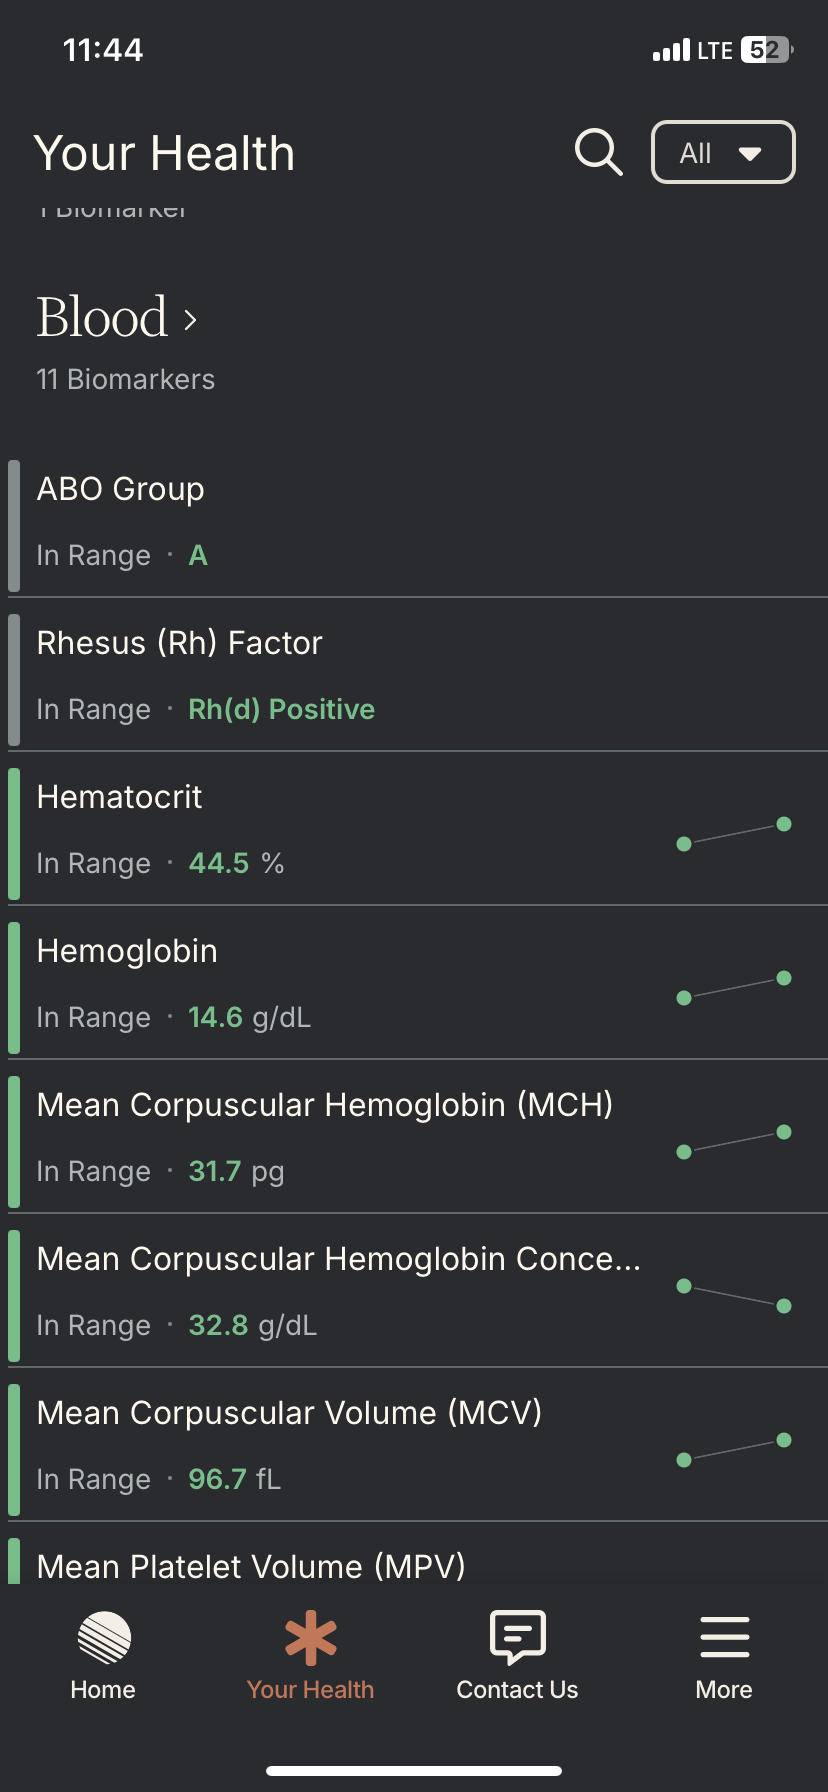 11:44
LTE 52
Your Health
All
1 Biomarker
Blood >
11 Biomarkers
ABO Group
In Range · A
Rhesus (Rh) Factor
In Range · Rh(d) Positive
Hematocrit
In Range · 44.5 %
Hemoglobin
In Range · 14.6 g/dL
Mean Corpuscular Hemoglobin (MCH)
In Range · 31.7 pg
Mean Corpuscular Hemoglobin Conce...
In Range · 32.8 g/dL
Mean Corpuscular Volume (MCV)
In Range · 96.7 fL
Mean Platelet Volume (MPV)
Home
Your Health
Contact Us
More